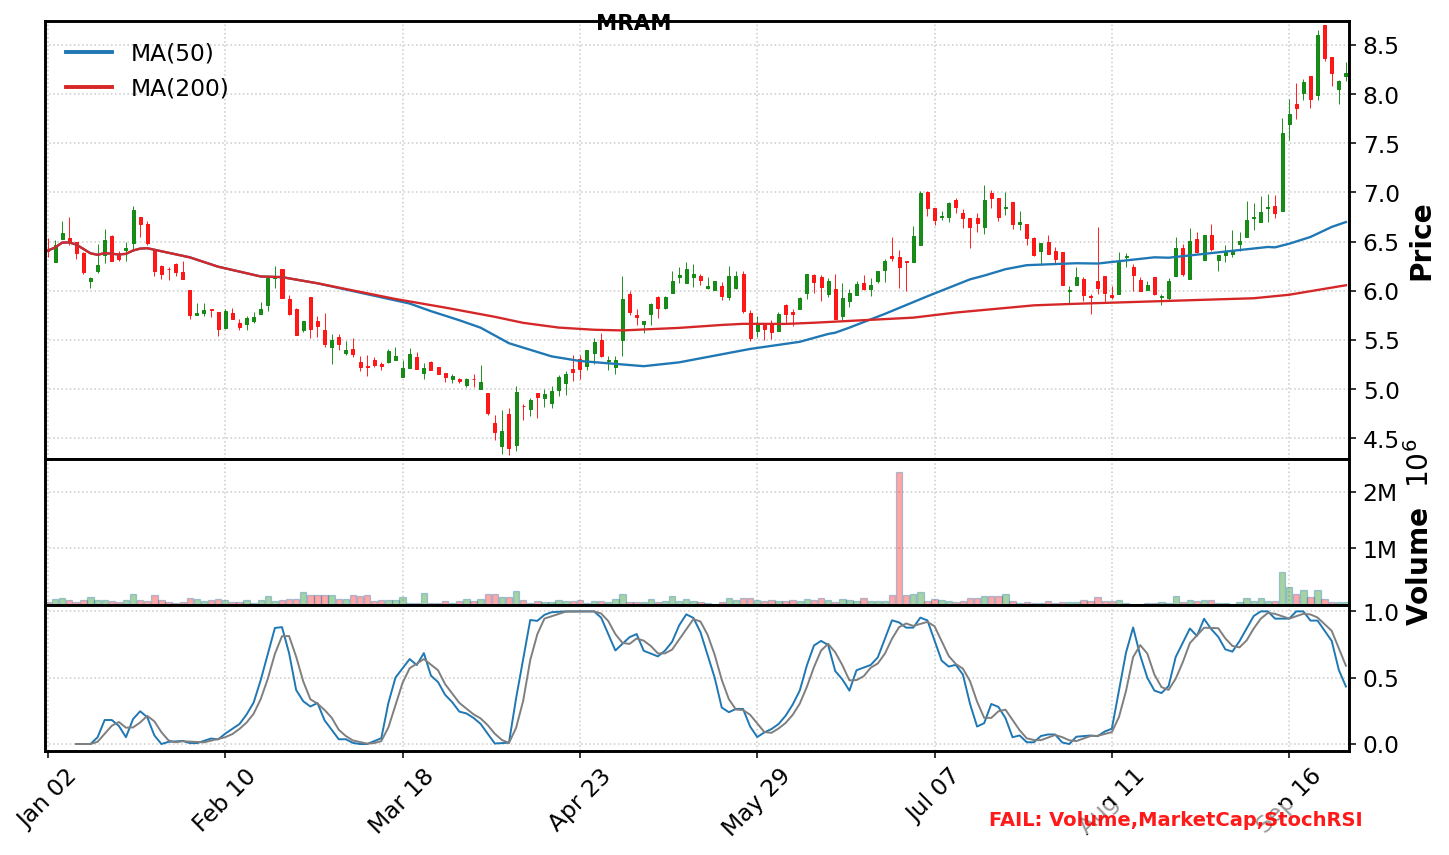 MRAM
MA(50)
MA(200)
8.5
8.0
7.5
7.0
6.5
6.0
5.5
5.0
4.5
Price
2M
1M
Volume 10^6
1.0
0.5
0.0
Jan 02
Feb 10
Mar 18
Apr 23
May 29
Jul 07
Aug 11
Sep 16
FAIL: Volume,MarketCap,StochRSI